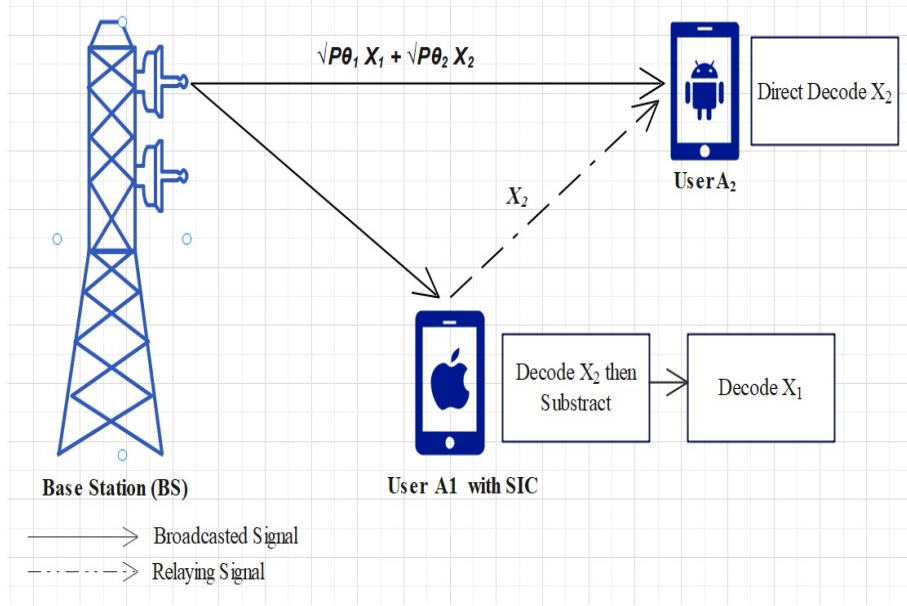 √Pθ₁ X₁ + √Pθ₂ X₂
Direct Decode X₂
User A₂
X₂
Decode X₂ then
Substract
Decode X₁
Base Station (BS)
User A1 with SIC
Broadcasted Signal
Relaying Signal